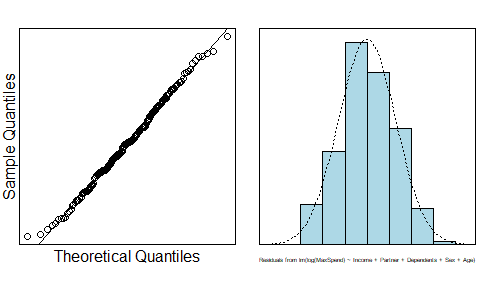 Sample Quantiles
Theoretical Quantiles
Residuals from lm(log(MaxSpend) ~ Income + Partner + Dependents + Sex + Age)